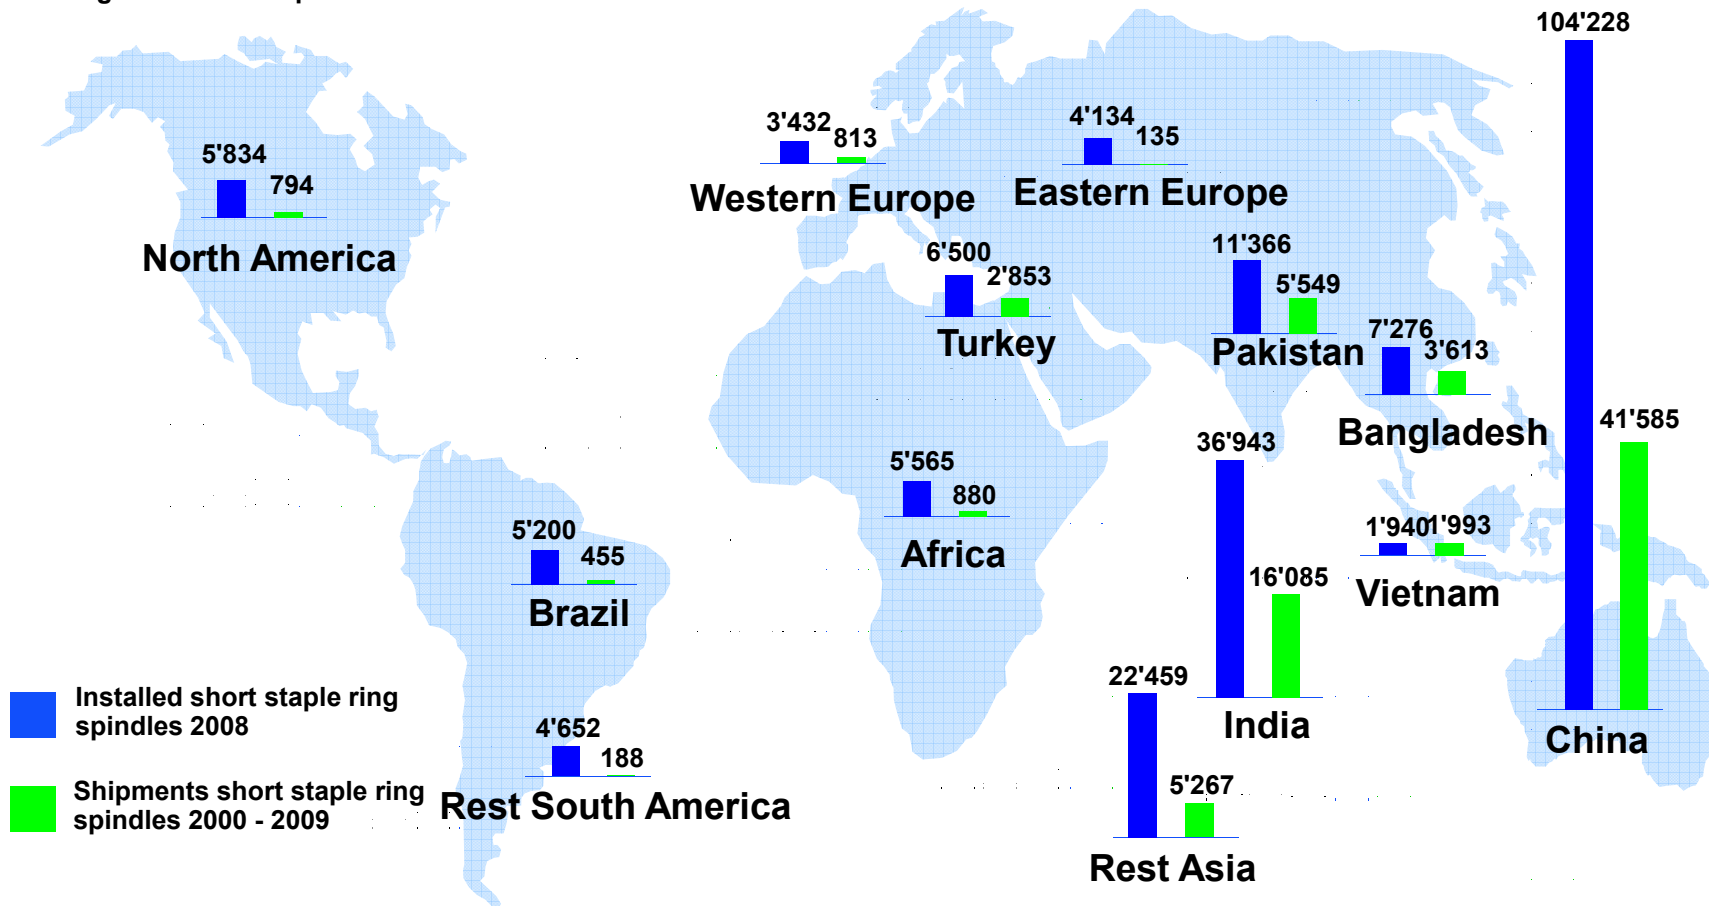 104'228
3'432
813
4'134
135
5'834
794
Western Europe
Eastern Europe
North America
6'500
2'853
11'366
5'549
Turkey
Pakistan
7'276
3'613
Bangladesh
41'585
36'943
5'565
880
Africa
1'940
1'993
Vietnam
5'200
455
Brazil
16'085
India
China
22'459
5'267
Rest Asia
4'652
188
Rest South America
Installed short staple ring
spindles 2008
Shipments short staple ring
spindles 2000 - 2009